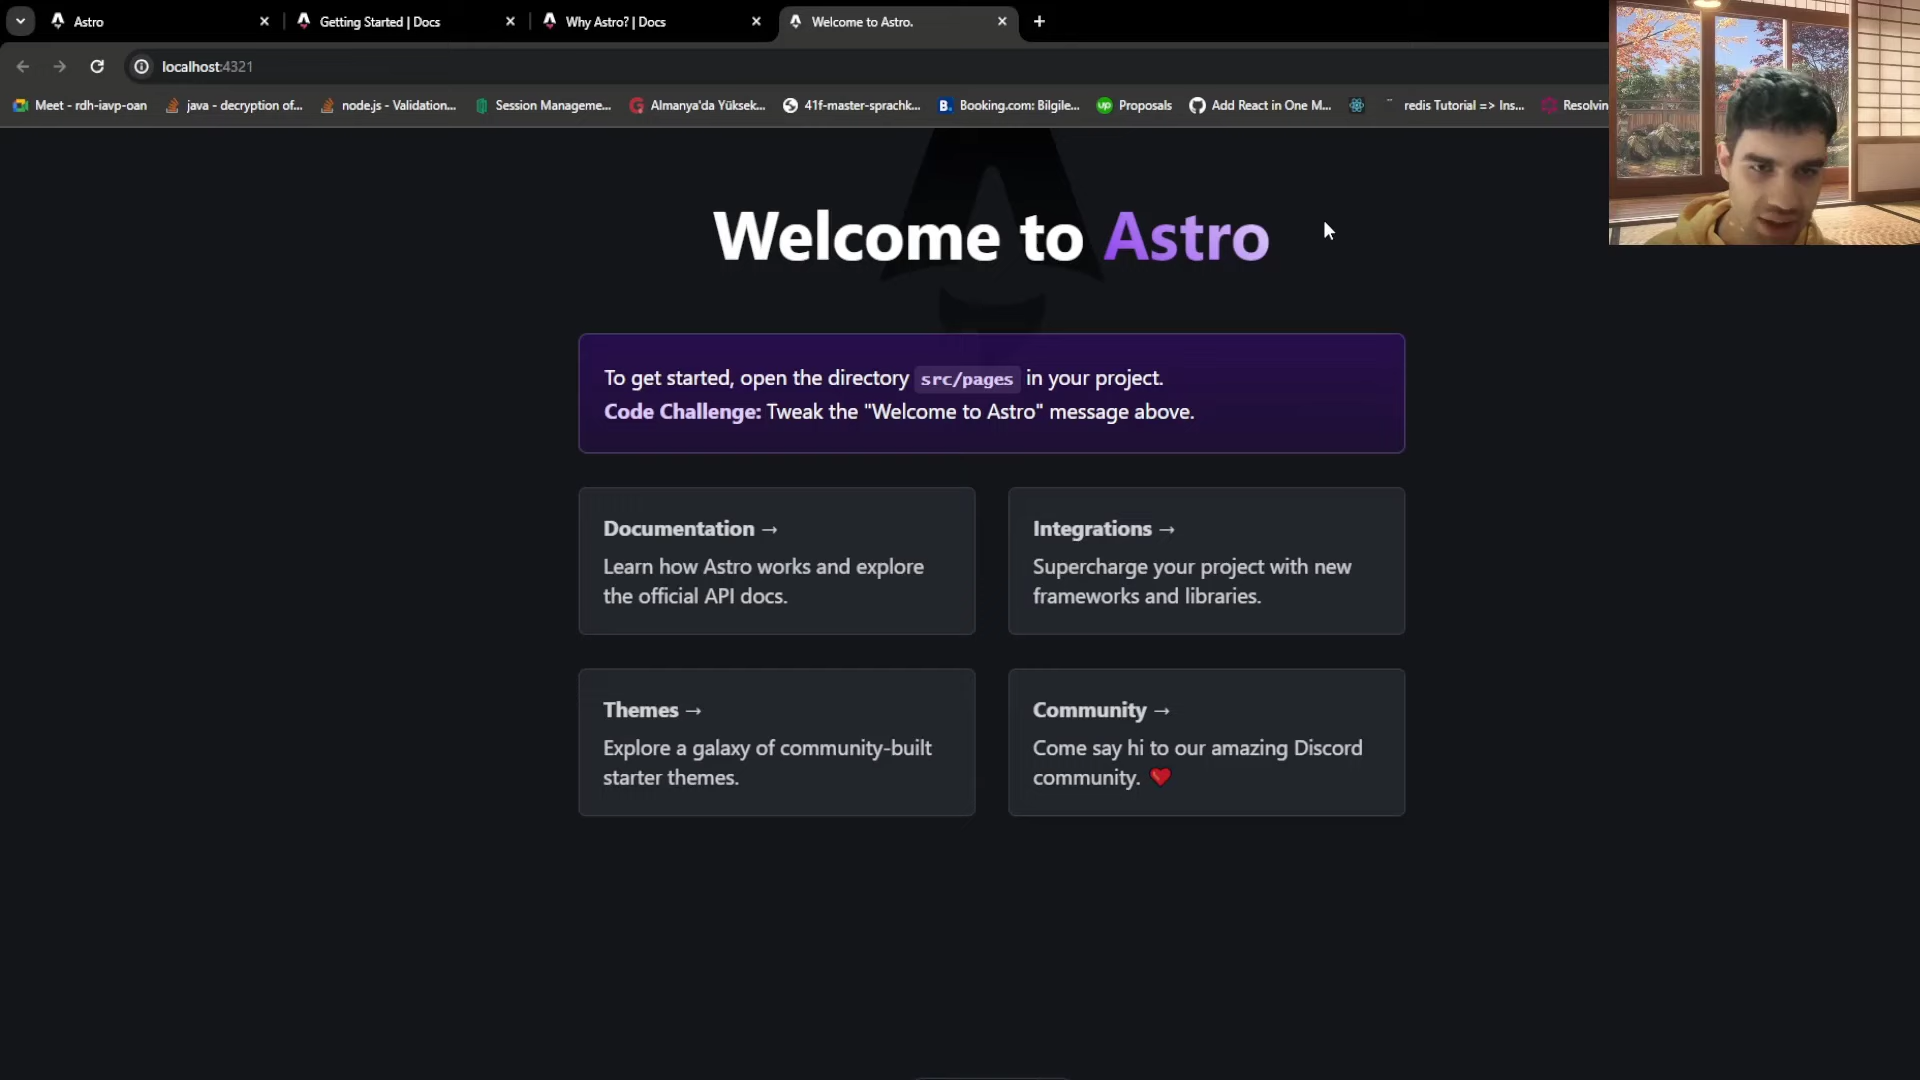 Astro
Getting Started | Docs
Why Astro? | Docs
Welcome to Astro.
localhost:4321
Meet - rdh-iavp-oan
java - decryption of...
node.js - Validation...
Session Manageme...
Almanya'da Yüksek...
41f-master-sprachk...
Booking.com: Bilgile...
Proposals
Add React in One M...
redis Tutorial => Ins...
Resolving
Welcome to Astro
To get started, open the directory src/pages in your project.
Code Challenge: Tweak the "Welcome to Astro" message above.
Documentation →
Learn how Astro works and explore
the official API docs.
Integrations →
Supercharge your project with new
frameworks and libraries.
Themes →
Explore a galaxy of community-built
starter themes.
Community →
Come say hi to our amazing Discord
community. ❤️